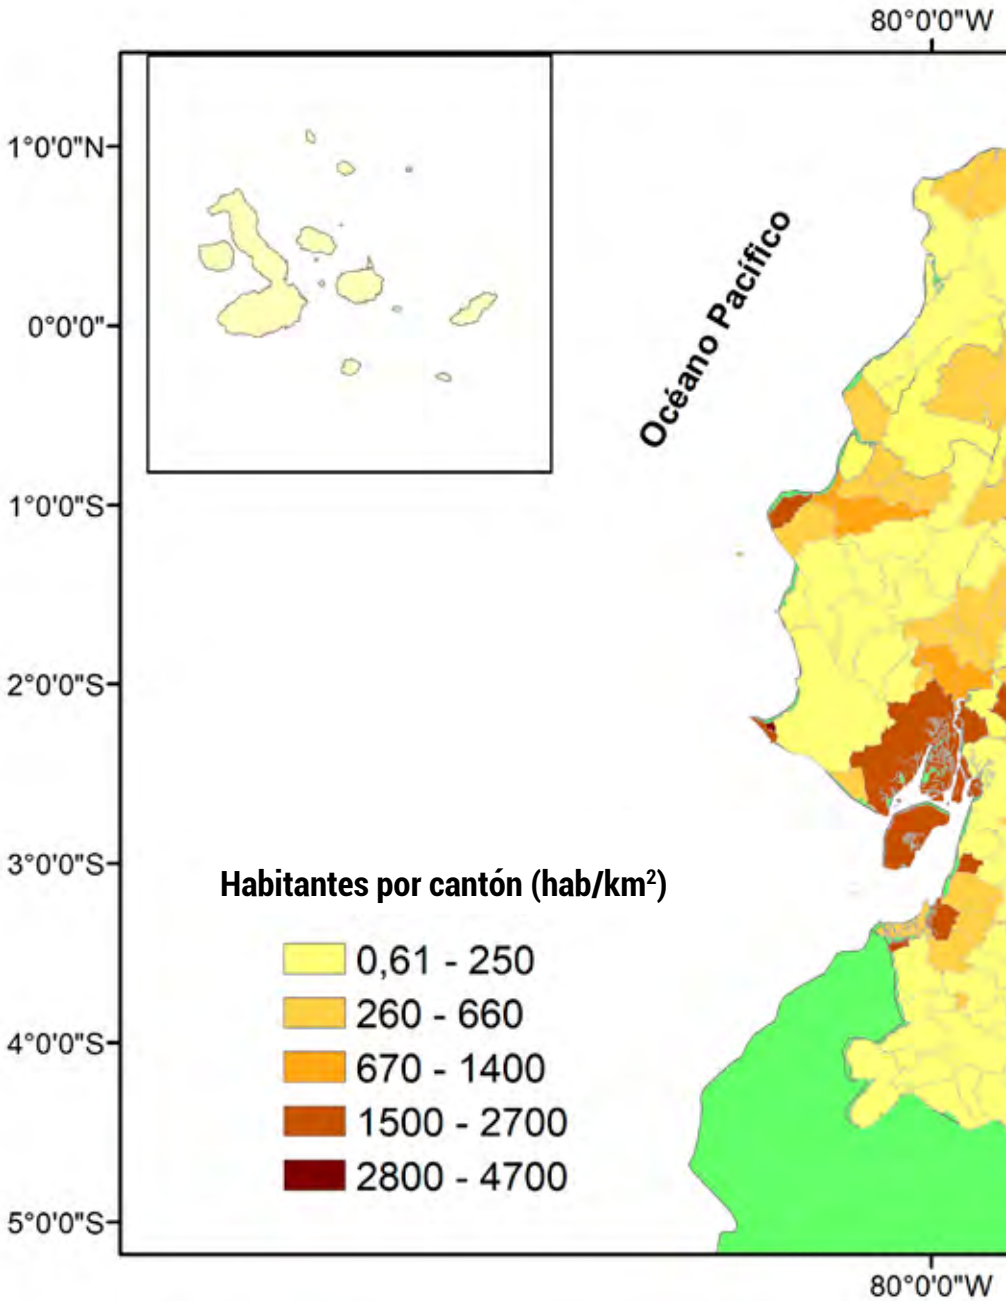 80°0'0"W
1°0'0"N
0°0'0"
Océano Pacífico
1°0'0"S
2°0'0"S
3°0'0"S
Habitantes por cantón (hab/km²)
0,61 - 250
260 - 660
4°0'0"S
670 - 1400
1500 - 2700
2800 - 4700
5°0'0"S
80°0'0"W